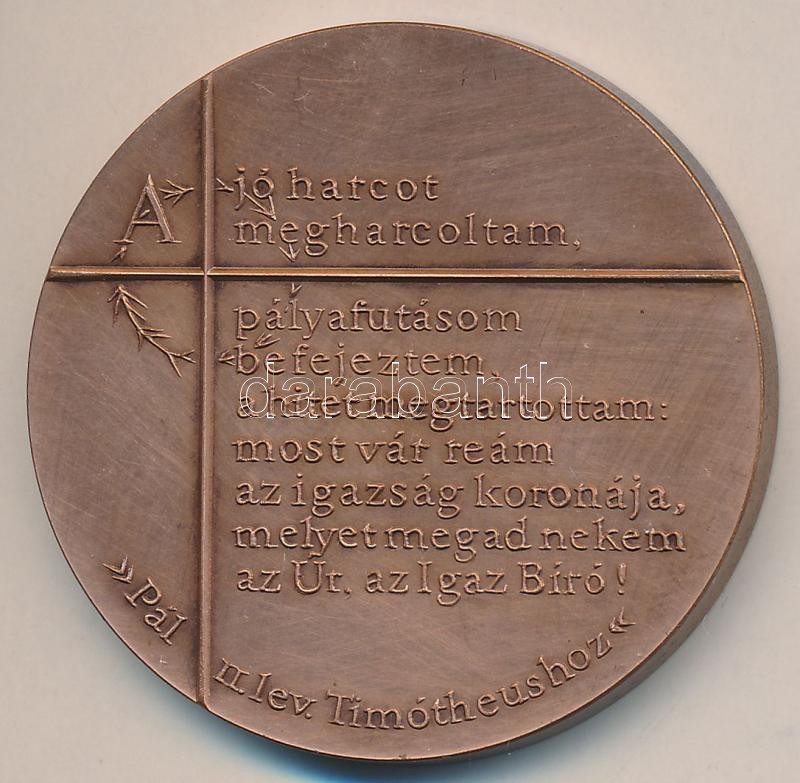 A jó harcot
megharcoltam,
pályafutásom
befejeztem,
a hitet megtartottam:
most vár reám
az igazság koronája,
melyet megad nekem
az Úr, az Igaz Bíró!
»Pál II. lev. Timótheushoz«
darabanth